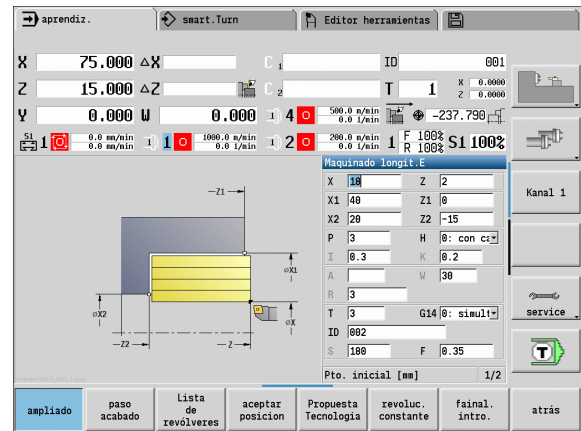 aprendiz. smart.Turn Editor herramientas
X 75.000 △X C 1 ID 001
Z 15.000 △Z C 2 T 1 X 0.0000 Z 0.0000
Y 0.000 U 0.000 1) 4 500.0 m/min 0.0 1/min -237.790
S1 1 0.0 mm/min 0.0 1/min 1) 1 1000.0 m/min 0.0 1/min 1) 2 200.0 m/min 0.0 1/min 1 F 100% R 100% S1 100%
Maquinado longit.E
X 10 Z 2
X1 40 Z1 0
X2 20 Z2 -15
P 3 H 0: con ca
I 0.3 K 0.2
A W 30
R 3
T 3 G14 0: simult
ID 002
S 180 F 0.35
Pto. inicial [mm] 1/2
Z1
øX1
øX2
øX
Z2
Z
Kanal 1
service
T
ampliado
paso acabado
Lista de revólveres
aceptar posicion
Propuesta Tecnologia
revoluc. constante
fainal. intro.
atrás